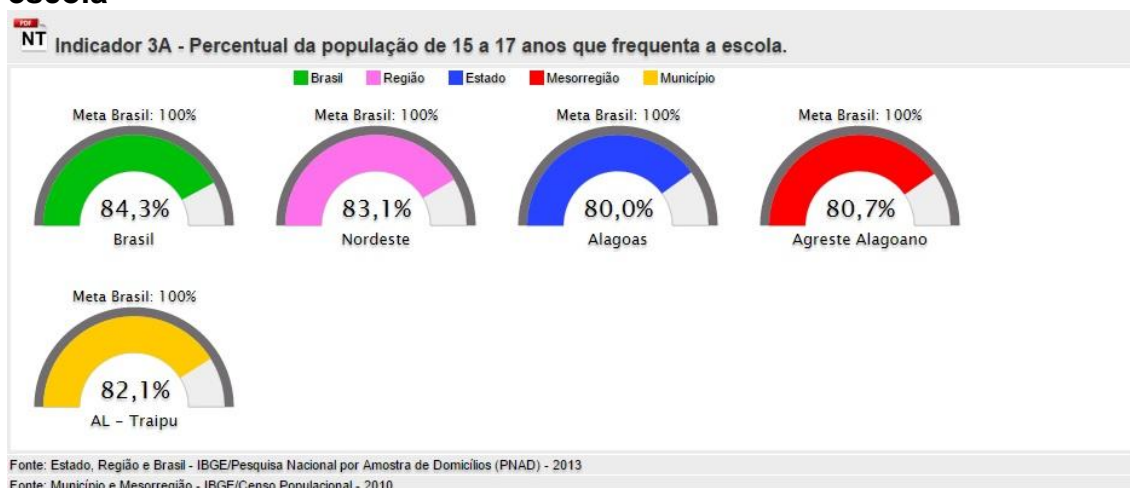 escola
PDF
NT Indicador 3A - Percentual da população de 15 a 17 anos que frequenta a escola.
Brasil Região Estado Mesorregião Município
Meta Brasil: 100% Meta Brasil: 100% Meta Brasil: 100% Meta Brasil: 100%
84,3% 83,1% 80,0% 80,7%
Brasil Nordeste Alagoas Agreste Alagoano
Meta Brasil: 100%
82,1%
AL - Traipu
Fonte: Estado, Região e Brasil - IBGE/Pesquisa Nacional por Amostra de Domicílios (PNAD) - 2013
Fonte: Município e Mesorregião - IBGE/Censo Populacional - 2010